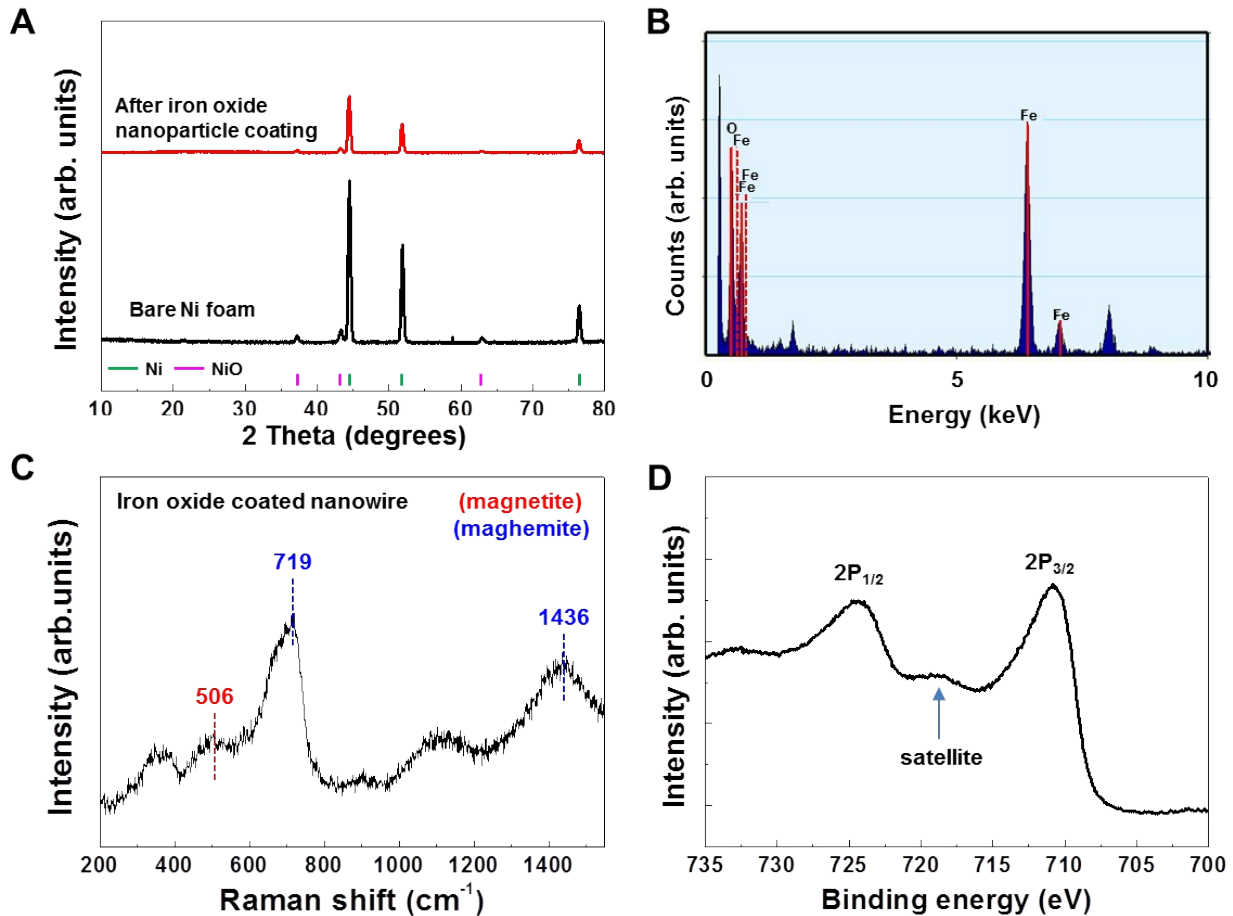 A
Intensity (arb. units)
After iron oxide
nanoparticle coating
Bare Ni foam
Ni NiO
10 20 30 40 50 60 70 80
2 Theta (degrees)
B
Counts (arb. units)
O
Fe
Fe
Fe
Fe
Fe
0 5 10
Energy (keV)
C
Intensity (arb.units)
Iron oxide coated nanowire (magnetite)
(maghemite)
719
1436
506
200 400 600 800 1000 1200 1400
Raman shift (cm⁻¹)
D
Intensity (arb. units)
2P₁/₂
2P₃/₂
satellite
735 730 725 720 715 710 705 700
Binding energy (eV)